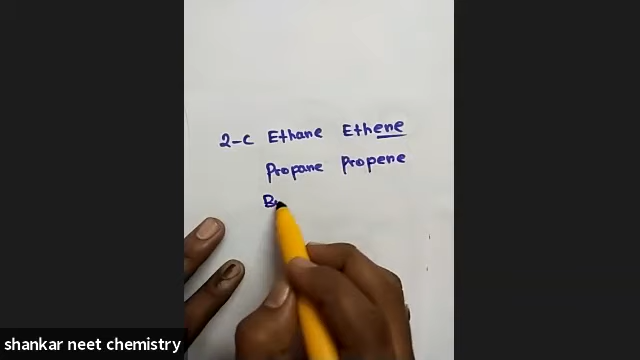 2-C Ethane Ethene
Propane Propene
B
shankar neet chemistry